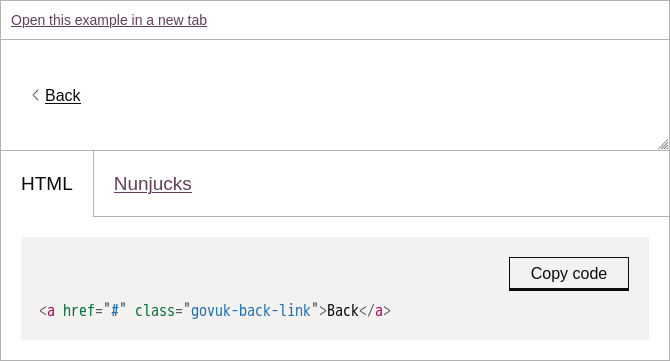 Open this example in a new tab
Back
HTML
Nunjucks
Copy code
<a href="#" class="govuk-back-link">Back</a>